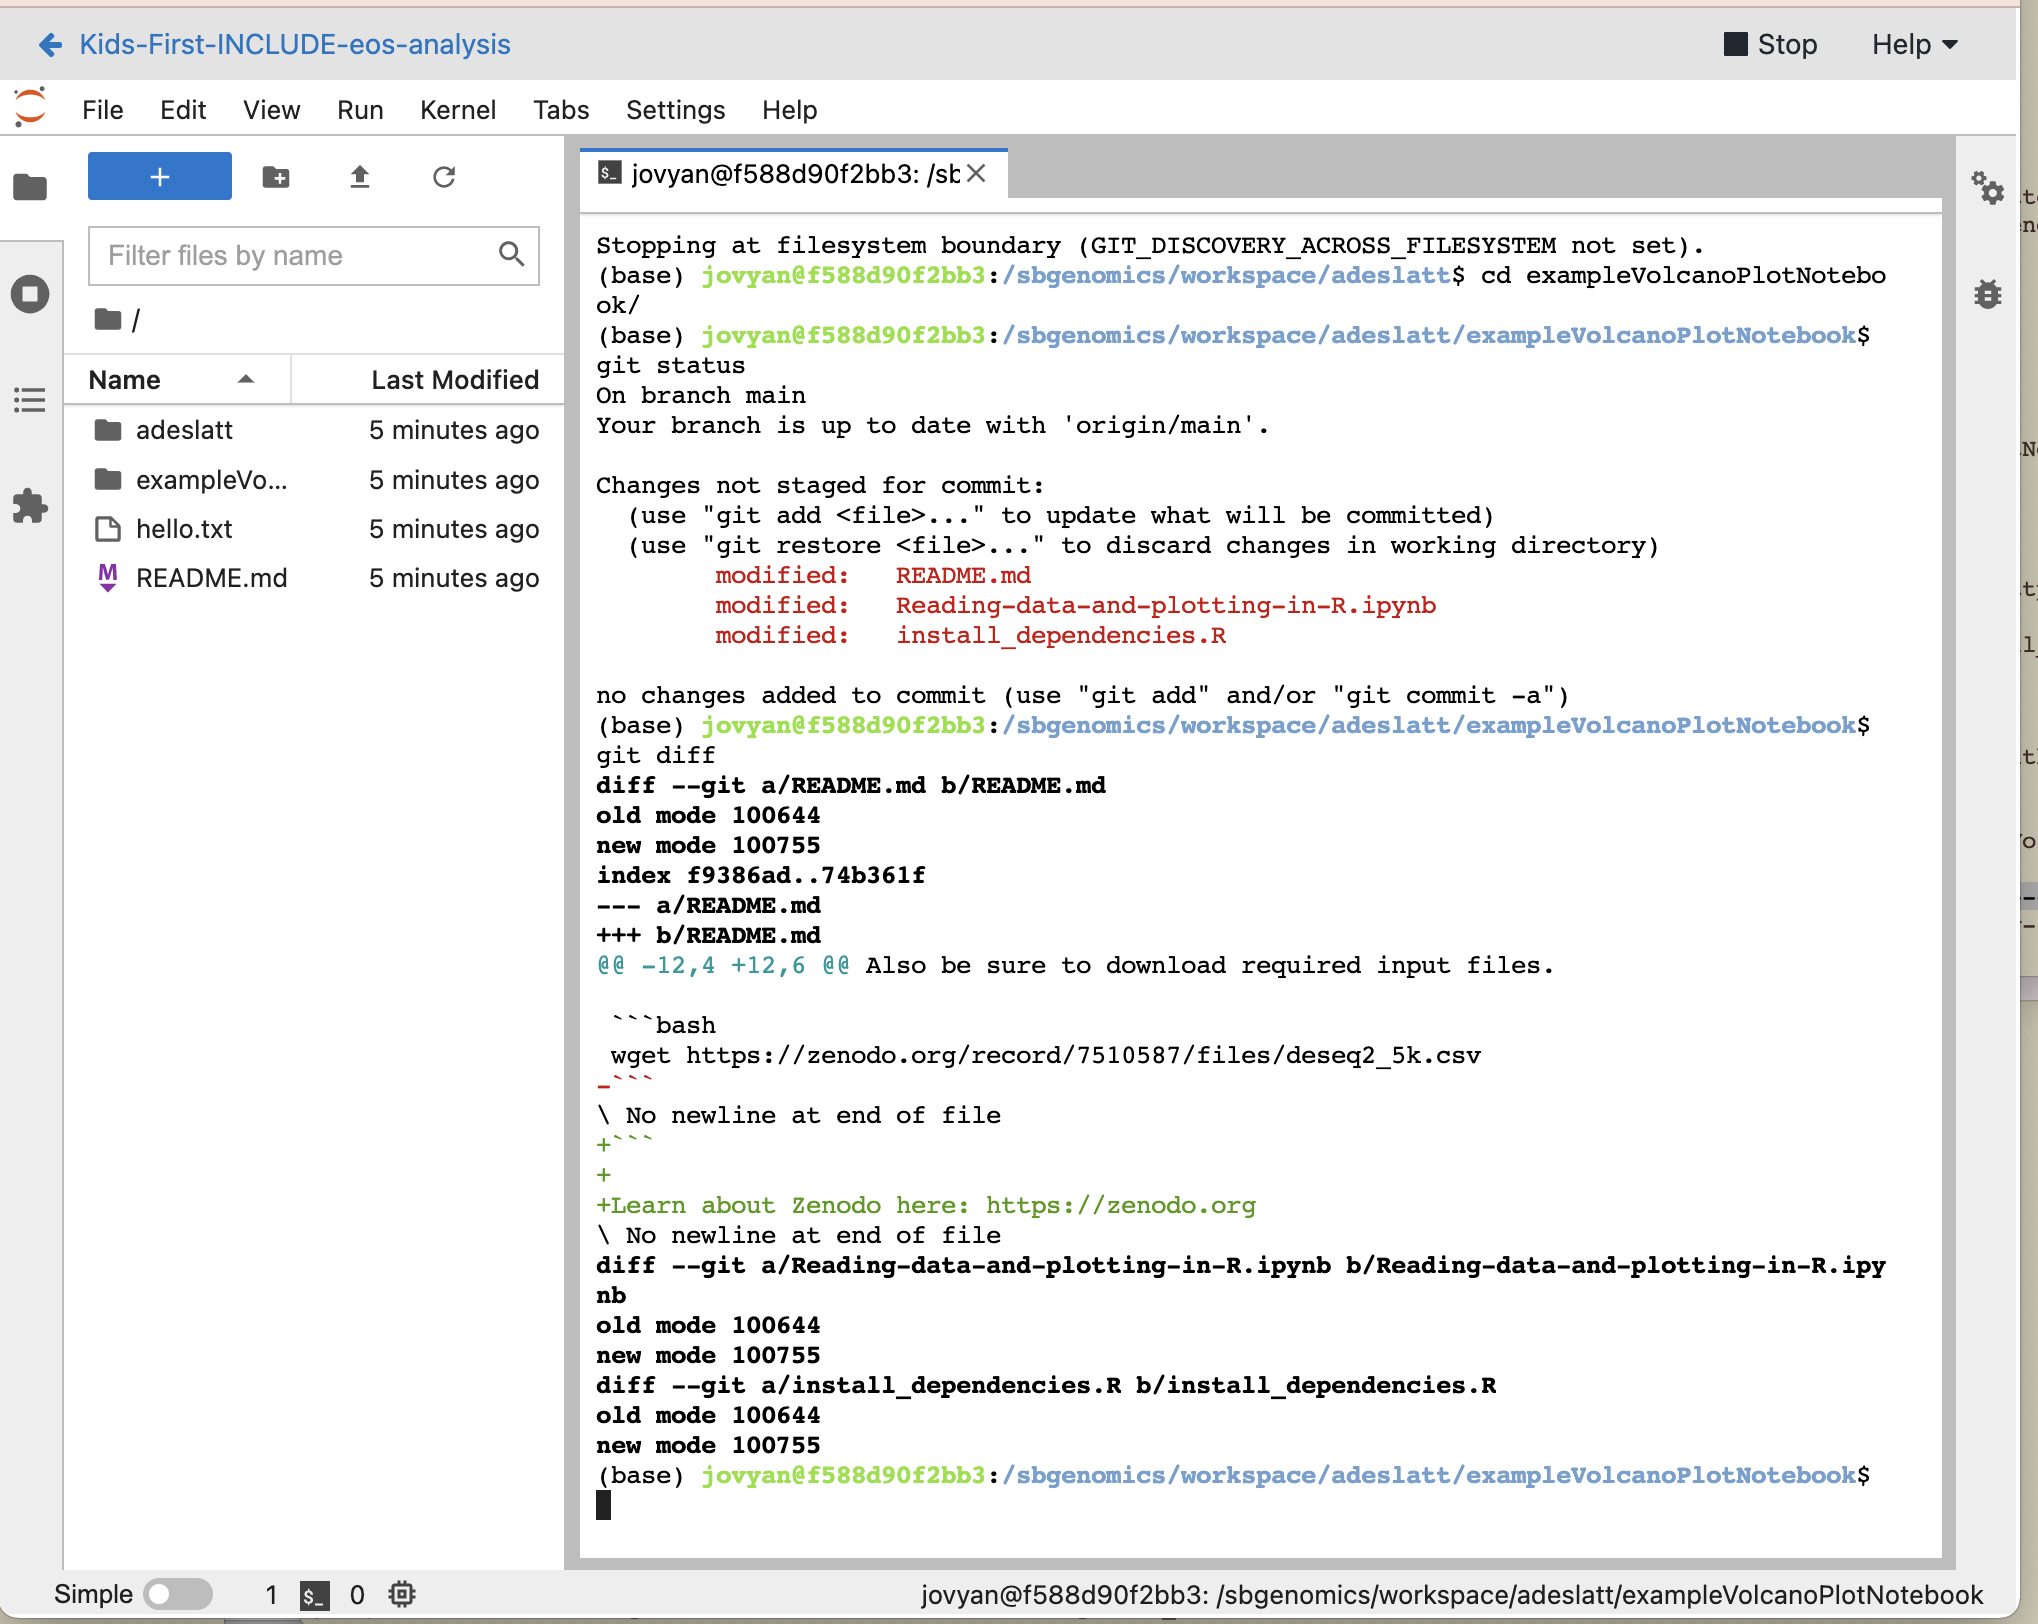 Kids-First-INCLUDE-eos-analysis
Stop
Help
File Edit View Run Kernel Tabs Settings Help
+
Filter files by name
/
Name
Last Modified
adeslatt 5 minutes ago
exampleVo... 5 minutes ago
hello.txt 5 minutes ago
README.md 5 minutes ago
jovyan@f588d90f2bb3: /sb
Stopping at filesystem boundary (GIT_DISCOVERY_ACROSS_FILESYSTEM not set).
(base) jovyan@f588d90f2bb3:/sbgenomics/workspace/adeslatt$ cd exampleVolcanoPlotNotebo
ok/
(base) jovyan@f588d90f2bb3:/sbgenomics/workspace/adeslatt/exampleVolcanoPlotNotebook$
git status
On branch main
Your branch is up to date with 'origin/main'.
Changes not staged for commit:
  (use "git add <file>..." to update what will be committed)
  (use "git restore <file>..." to discard changes in working directory)
        modified:   README.md
        modified:   Reading-data-and-plotting-in-R.ipynb
        modified:   install_dependencies.R
no changes added to commit (use "git add" and/or "git commit -a")
(base) jovyan@f588d90f2bb3:/sbgenomics/workspace/adeslatt/exampleVolcanoPlotNotebook$
git diff
diff --git a/README.md b/README.md
old mode 100644
new mode 100755
index f9386ad..74b361f
--- a/README.md
+++ b/README.md
@@ -12,4 +12,6 @@ Also be sure to download required input files.
 ```bash
 wget https://zenodo.org/record/7510587/files/deseq2_5k.csv
-```
\ No newline at end of file
+```
+
+Learn about Zenodo here: https://zenodo.org
\ No newline at end of file
diff --git a/Reading-data-and-plotting-in-R.ipynb b/Reading-data-and-plotting-in-R.ipy
nb
old mode 100644
new mode 100755
diff --git a/install_dependencies.R b/install_dependencies.R
old mode 100644
new mode 100755
(base) jovyan@f588d90f2bb3:/sbgenomics/workspace/adeslatt/exampleVolcanoPlotNotebook$
Simple 1 $_ 0
jovyan@f588d90f2bb3: /sbgenomics/workspace/adeslatt/exampleVolcanoPlotNotebook